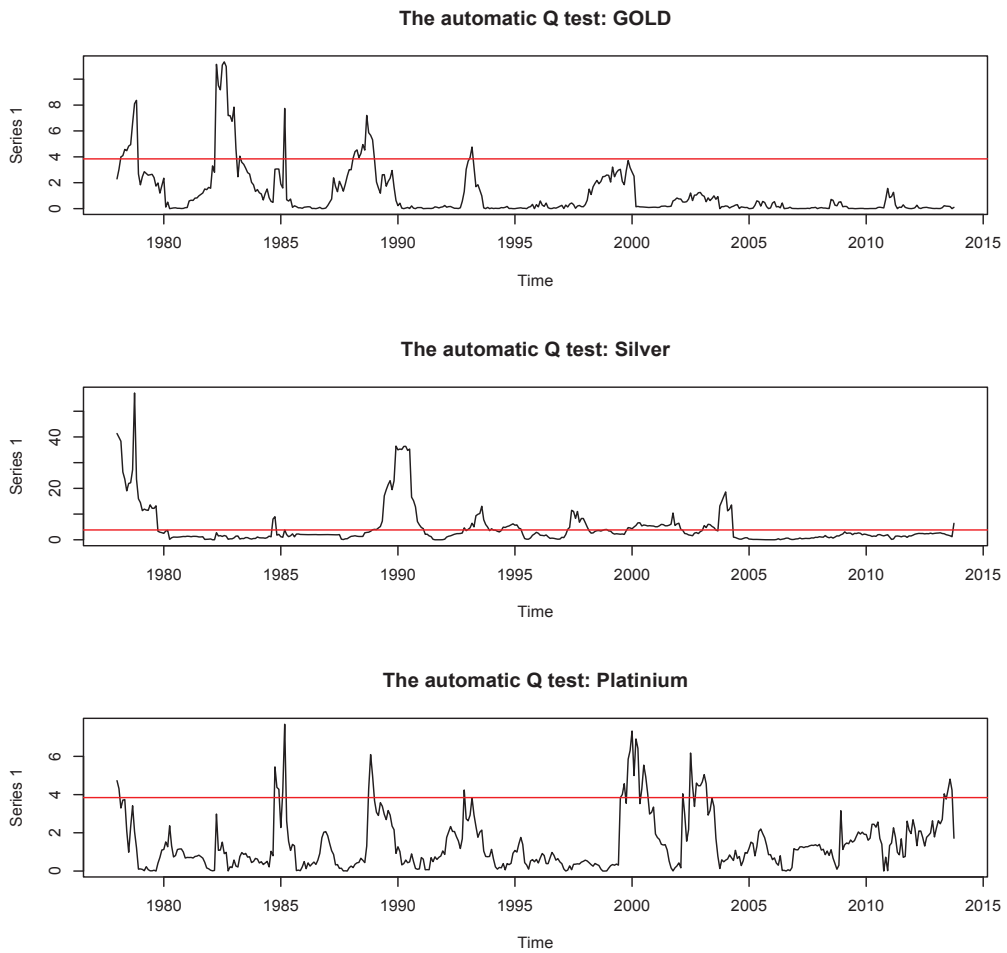 The automatic Q test: GOLD
Series 1
0 2 4 6 8
1980 1985 1990 1995 2000 2005 2010 2015
Time
The automatic Q test: Silver
Series 1
0 20 40
1980 1985 1990 1995 2000 2005 2010 2015
Time
The automatic Q test: Platinium
Series 1
0 2 4 6
1980 1985 1990 1995 2000 2005 2010 2015
Time